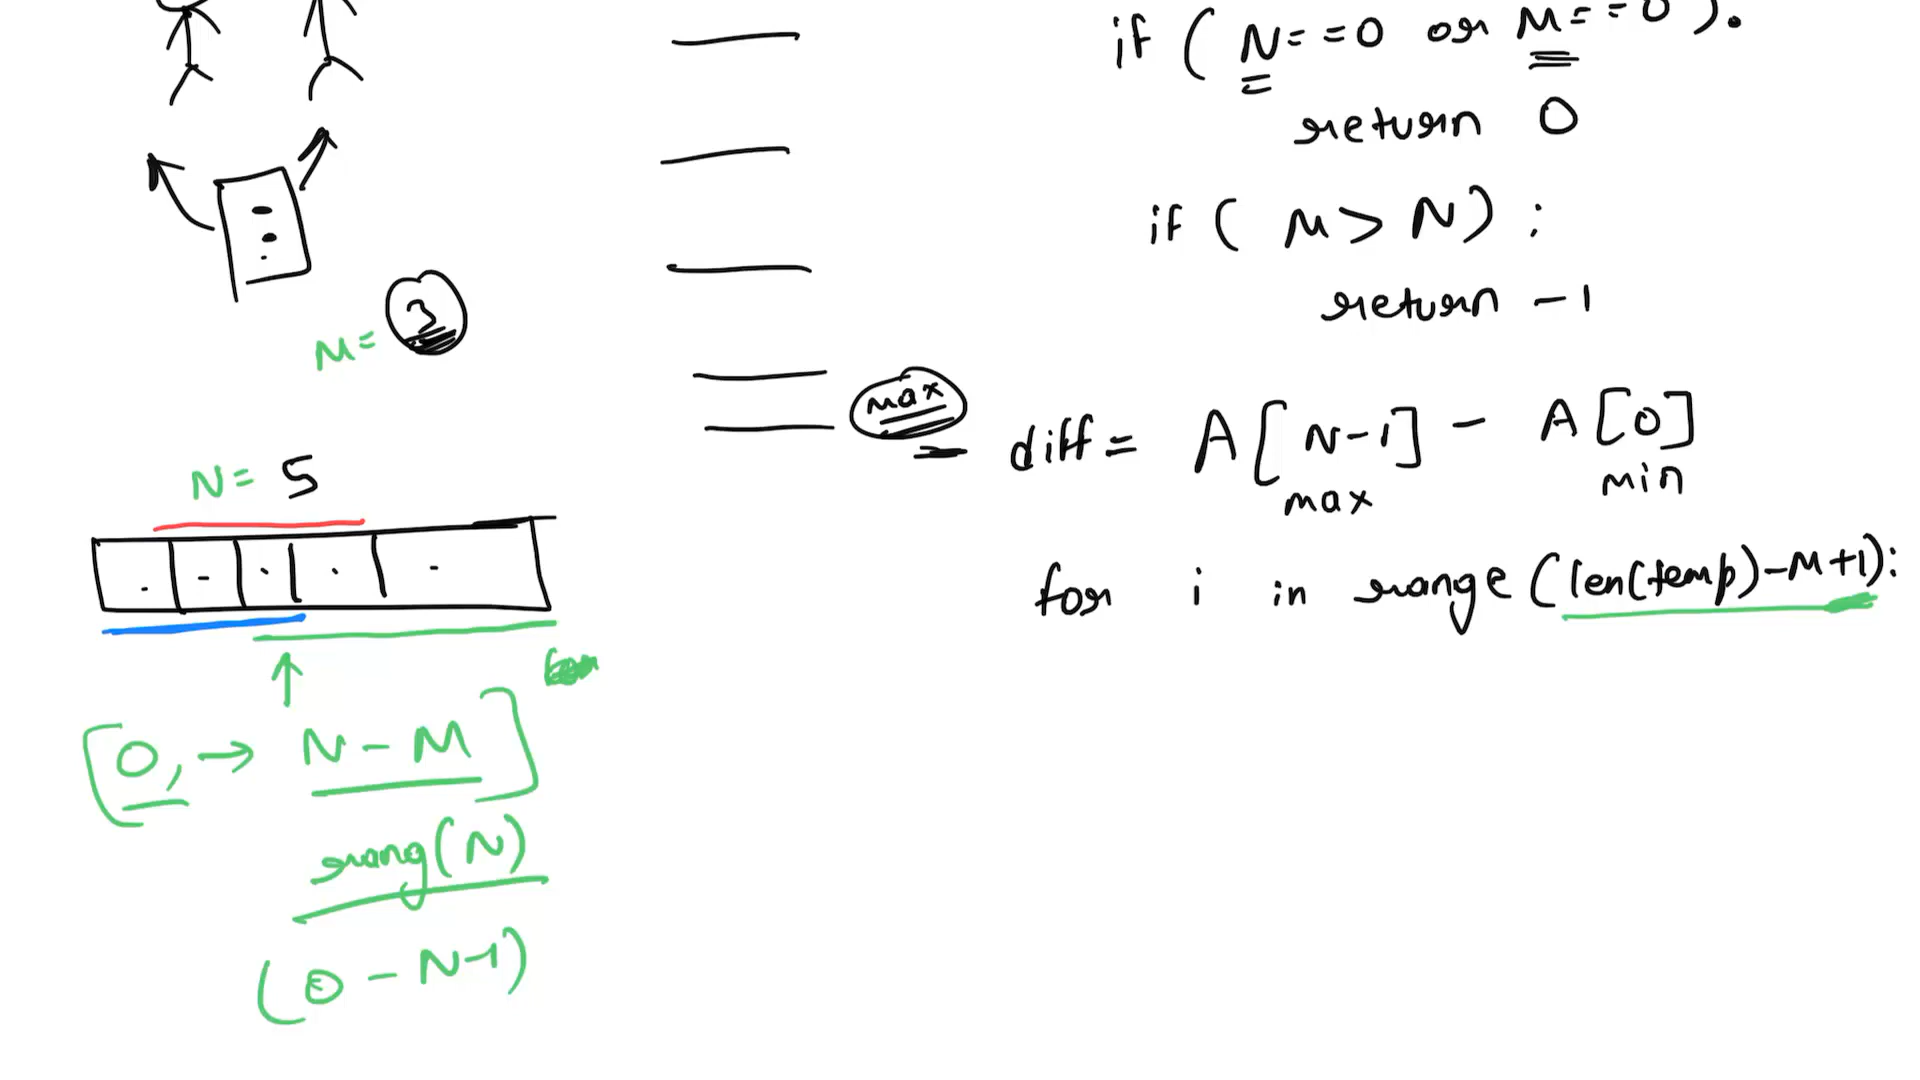 if ( N==0 or M==0 ).
return 0
if ( M > N ) :
return -1
M= 3
max
diff = A[ N-1] - A[0]
max min
N= 5
for i in range (len(temp)-M+1):
[0, → N-M]
rang(N)
(0 - N-1)